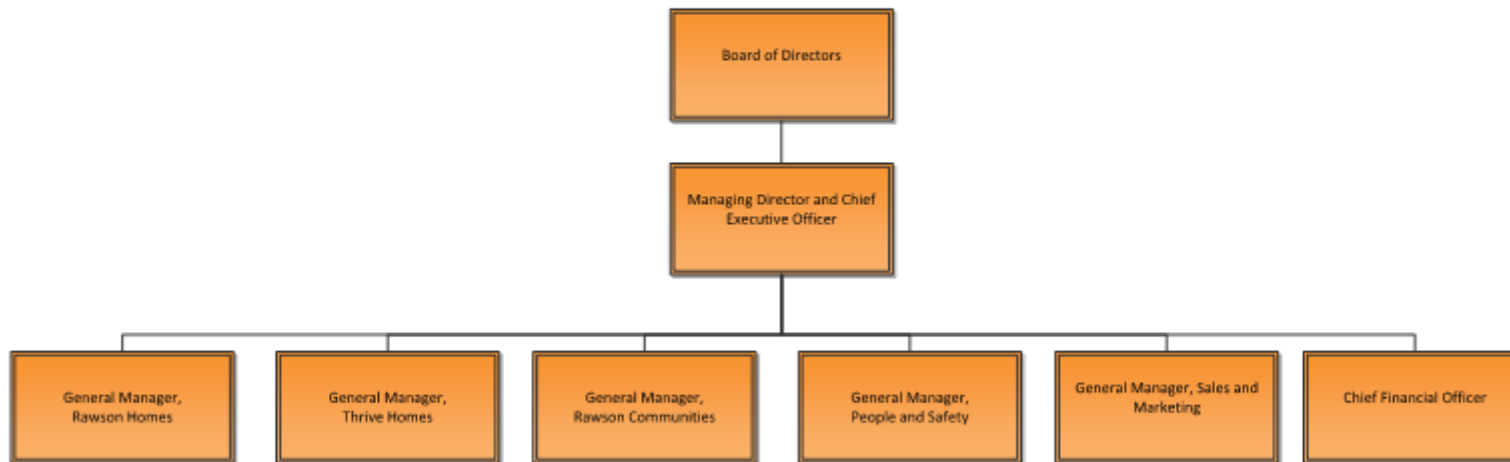 Board of Directors
Managing Director and Chief
Executive Officer
General Manager,
Rawson Homes
General Manager,
Thrive Homes
General Manager,
Rawson Communities
General Manager,
People and Safety
General Manager, Sales and
Marketing
Chief Financial Officer